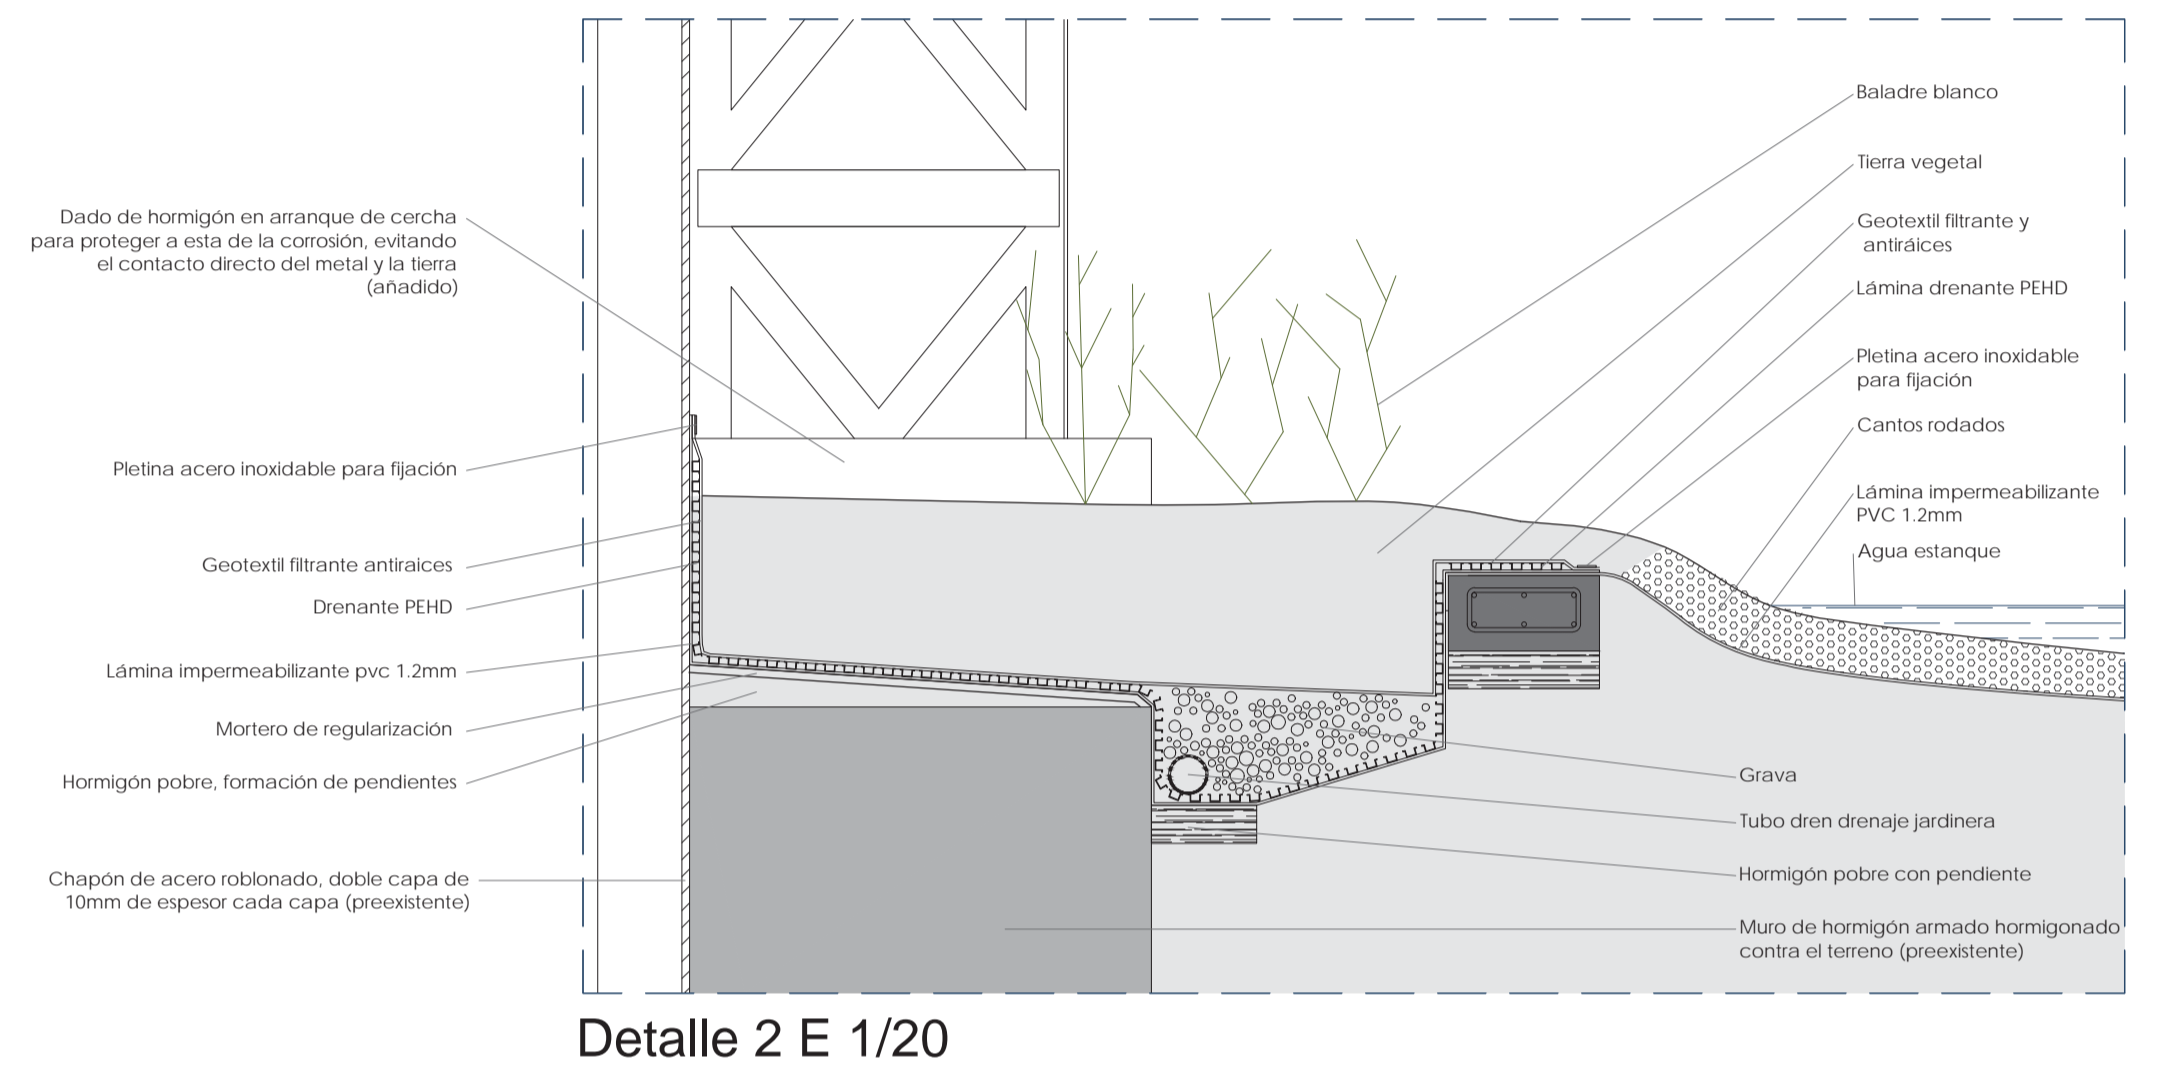 Dado de hormigón en arranque de cercha
para proteger a esta de la corrosión, evitando
el contacto directo del metal y la tierra
(añadido)
Pletina acero inoxidable para fijación
Geotextil filtrante antiraices
Drenante PEHD
Lámina impermeabilizante pvc 1.2mm
Mortero de regularización
Hormigón pobre, formación de pendientes
Chapón de acero roblonado, doble capa de
10mm de espesor cada capa (preexistente)
Baladre blanco
Tierra vegetal
Geotextil filtrante y
antiráices
Lámina drenante PEHD
Pletina acero inoxidable
para fijación
Cantos rodados
Lámina impermeabilizante
PVC 1.2mm
Agua estanque
Grava
Tubo dren drenaje jardinera
Hormigón pobre con pendiente
Muro de hormigón armado hormigonado
contra el terreno (preexistente)
Detalle 2 E 1/20